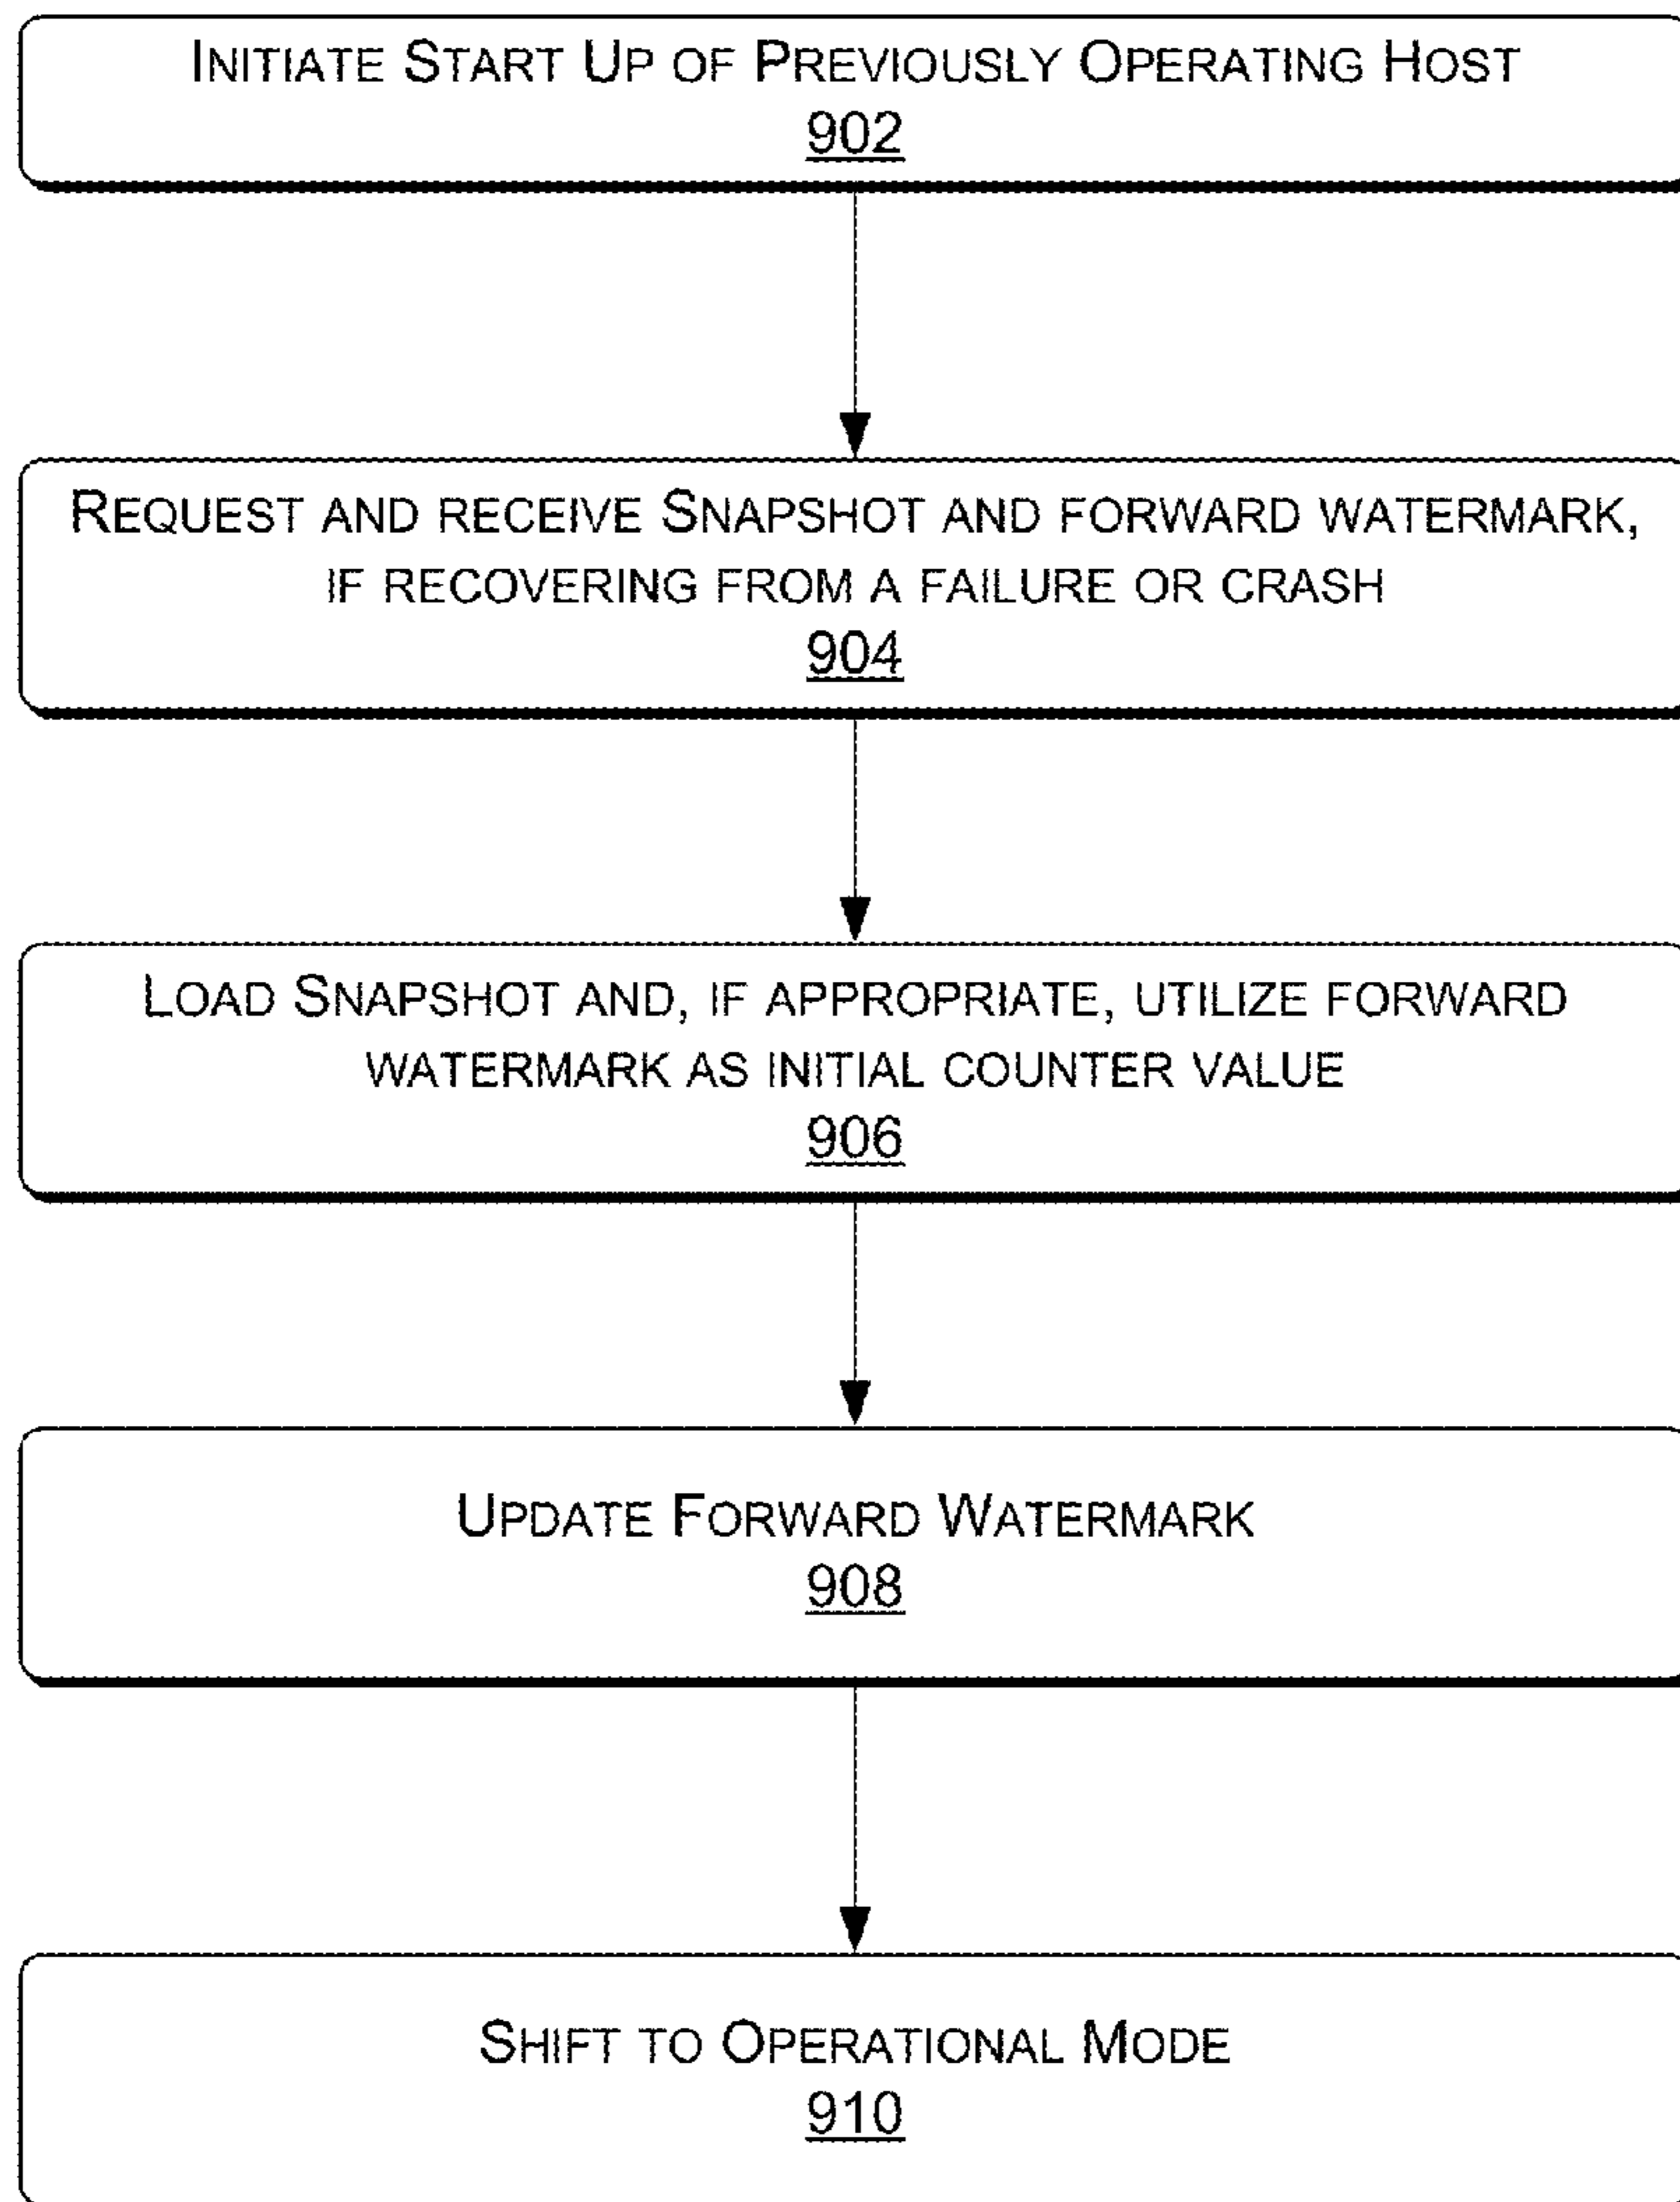 INITIATE START UP OF PREVIOUSLY OPERATING HOST
902
REQUEST AND RECEIVE SNAPSHOT AND FORWARD WATERMARK,
IF RECOVERING FROM A FAILURE OR CRASH
904
LOAD SNAPSHOT AND, IF APPROPRIATE, UTILIZE FORWARD
WATERMARK AS INITIAL COUNTER VALUE
906
UPDATE FORWARD WATERMARK
908
SHIFT TO OPERATIONAL MODE
910